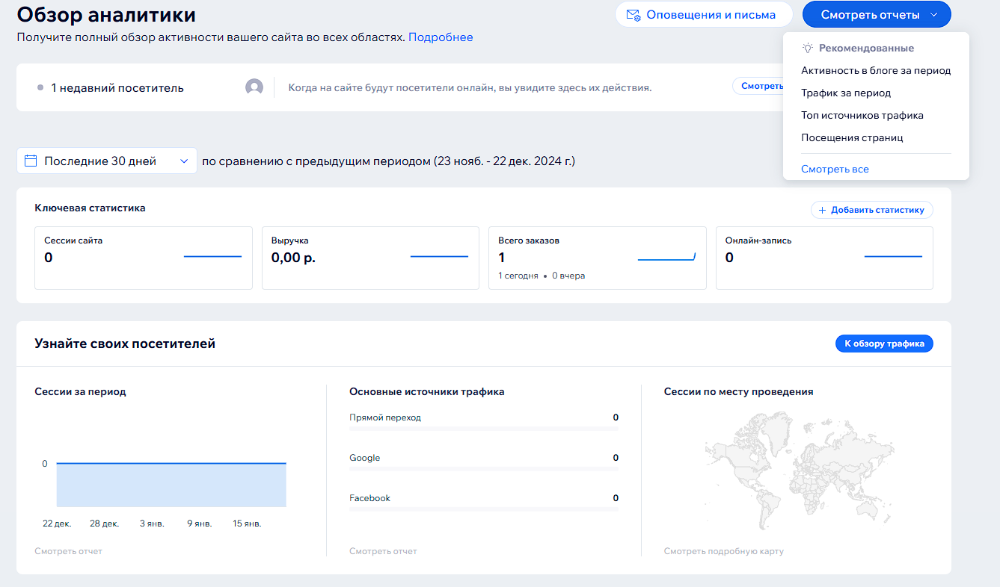 Обзор аналитики
Оповещения и письма
Смотреть отчеты
Получите полный обзор активности вашего сайта во всех областях. Подробнее
Рекомендованные
Активность в блоге за период
Трафик за период
Топ источников трафика
Посещения страниц
Смотреть все
1 недавний посетитель
Когда на сайте будут посетители онлайн, вы увидите здесь их действия.
Смотреть
Последние 30 дней
по сравнению с предыдущим периодом (23 нояб. - 22 дек. 2024 г.)
Ключевая статистика
+ Добавить статистику
Сессии сайта
0
Выручка
0,00 р.
Всего заказов
1
1 сегодня • 0 вчера
Онлайн-запись
0
Узнайте своих посетителей
К обзору трафика
Сессии за период
0
22 дек. 28 дек. 3 янв. 9 янв. 15 янв.
Смотреть отчет
Основные источники трафика
Прямой переход 0
Google 0
Facebook 0
Смотреть отчет
Сессии по месту проведения
Смотреть подробную карту